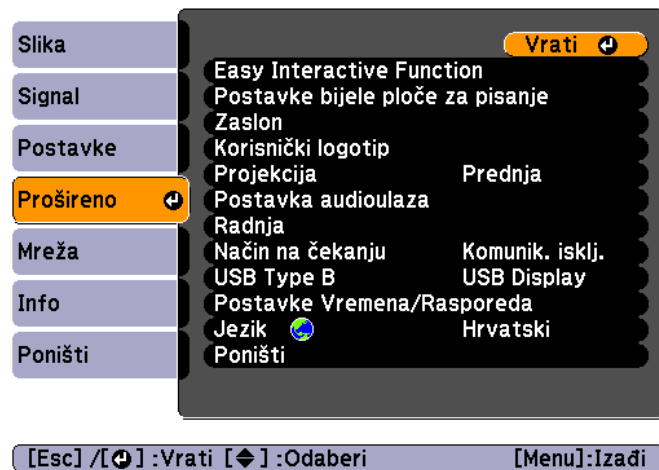 Slika
Signal
Postavke
Prošireno
Mreža
Info
Poništi
Vrati
Easy Interactive Function
Postavke bijele ploče za pisanje
Zaslon
Korisnički logotip
Projekcija Prednja
Postavka audioulaza
Radnja
Način na čekanju Komunik. isklj.
USB Type B USB Display
Postavke Vremena/Rasporeda
Jezik Hrvatski
Poništi
[Esc] /[⏎] :Vrati [◆] :Odaberi [Menu]:Izađi